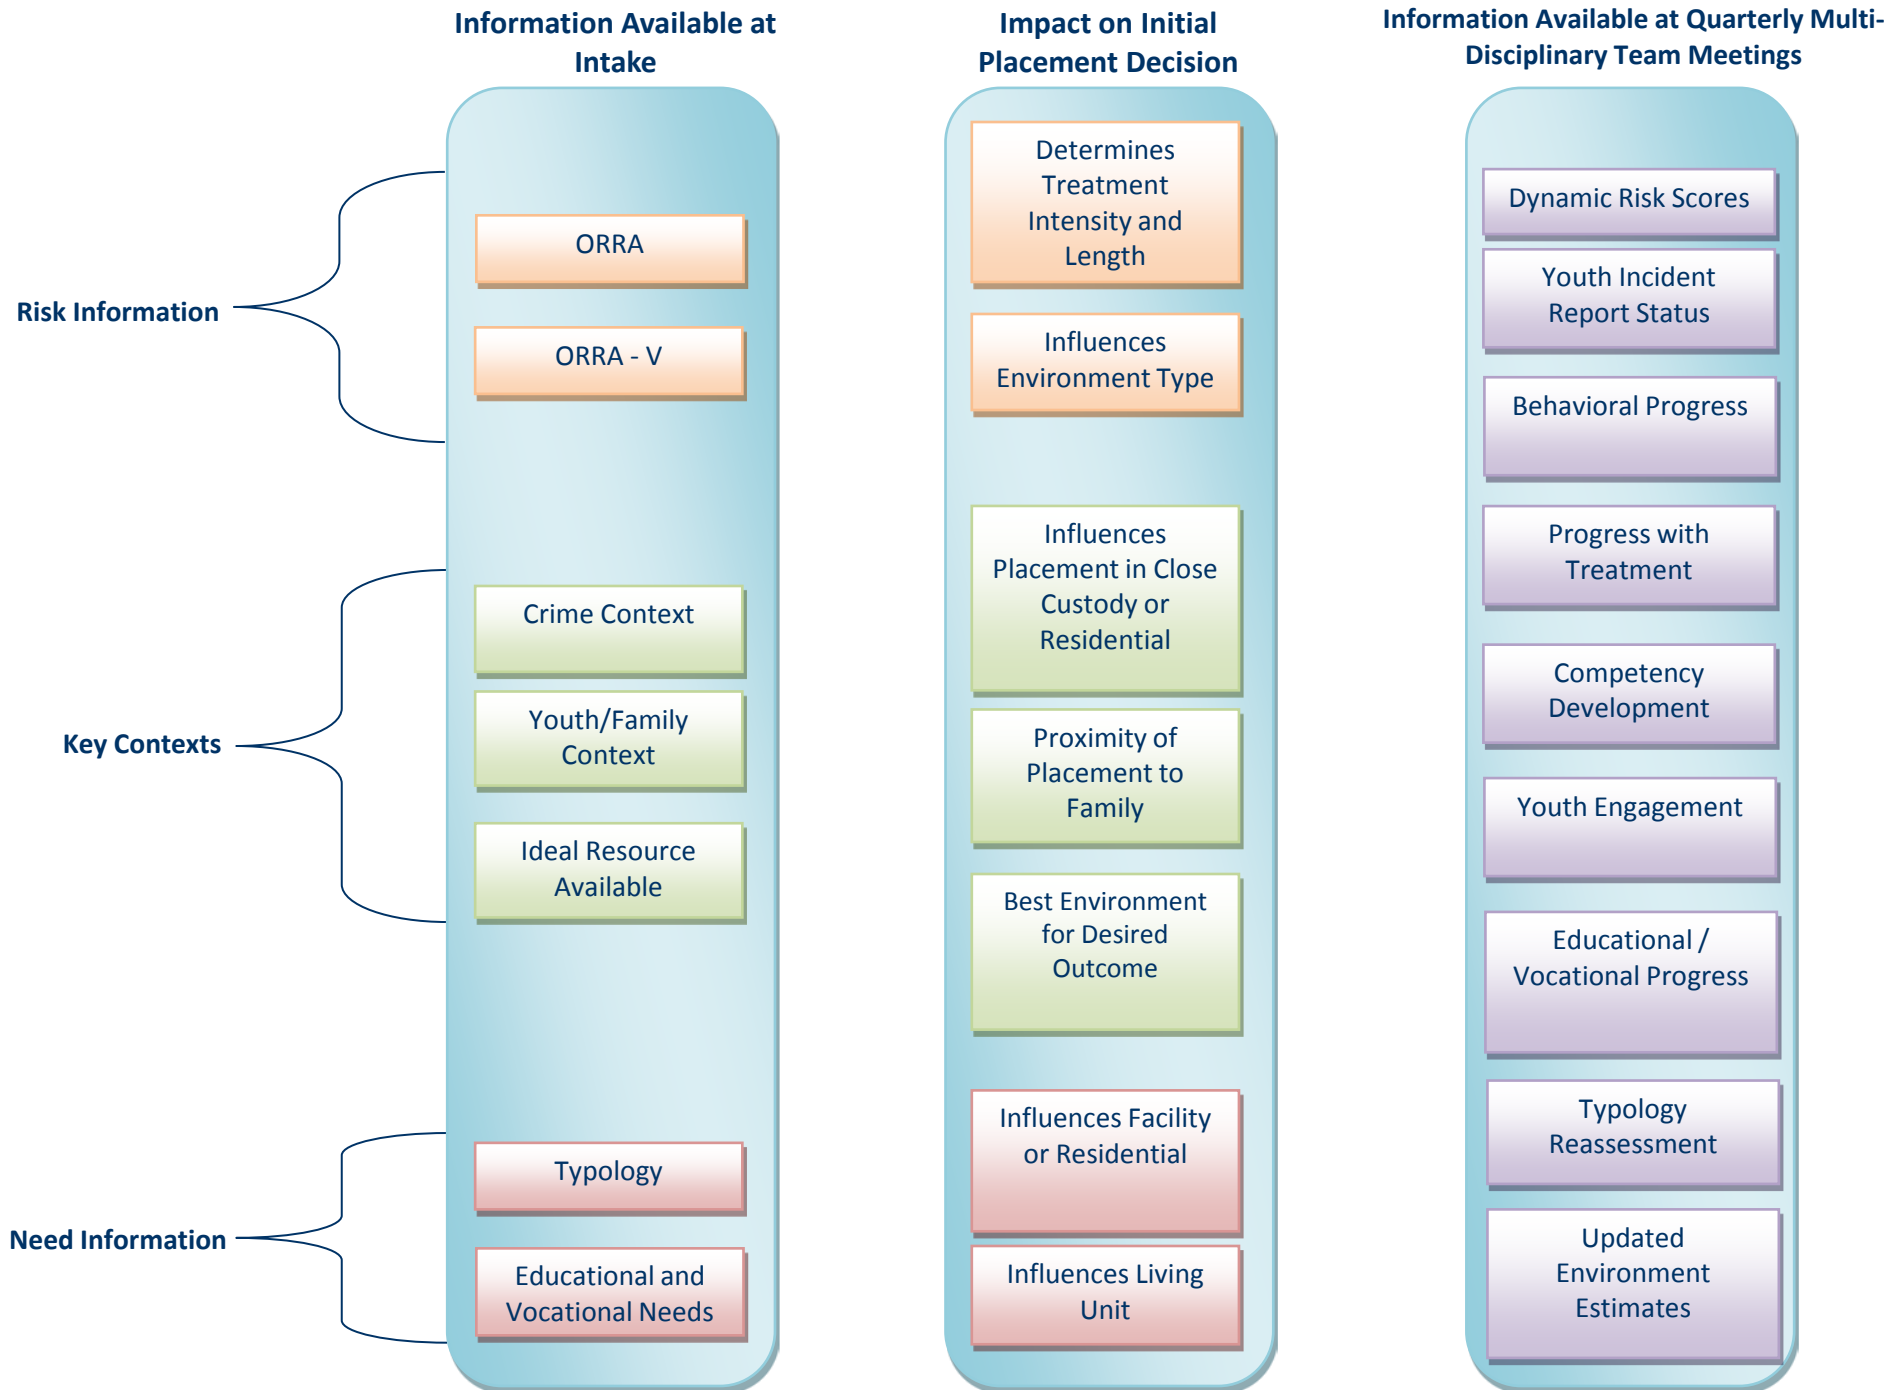 Information Available at
Intake
Impact on Initial
Placement Decision
Information Available at Quarterly Multi-
Disciplinary Team Meetings
Risk Information
Key Contexts
Need Information
ORRA
ORRA - V
Crime Context
Youth/Family
Context
Ideal Resource
Available
Typology
Educational and
Vocational Needs
Determines
Treatment
Intensity and
Length
Influences
Environment Type
Influences
Placement in Close
Custody or
Residential
Proximity of
Placement to
Family
Best Environment
for Desired
Outcome
Influences Facility
or Residential
Influences Living
Unit
Dynamic Risk Scores
Youth Incident
Report Status
Behavioral Progress
Progress with
Treatment
Competency
Development
Youth Engagement
Educational /
Vocational Progress
Typology
Reassessment
Updated
Environment
Estimates